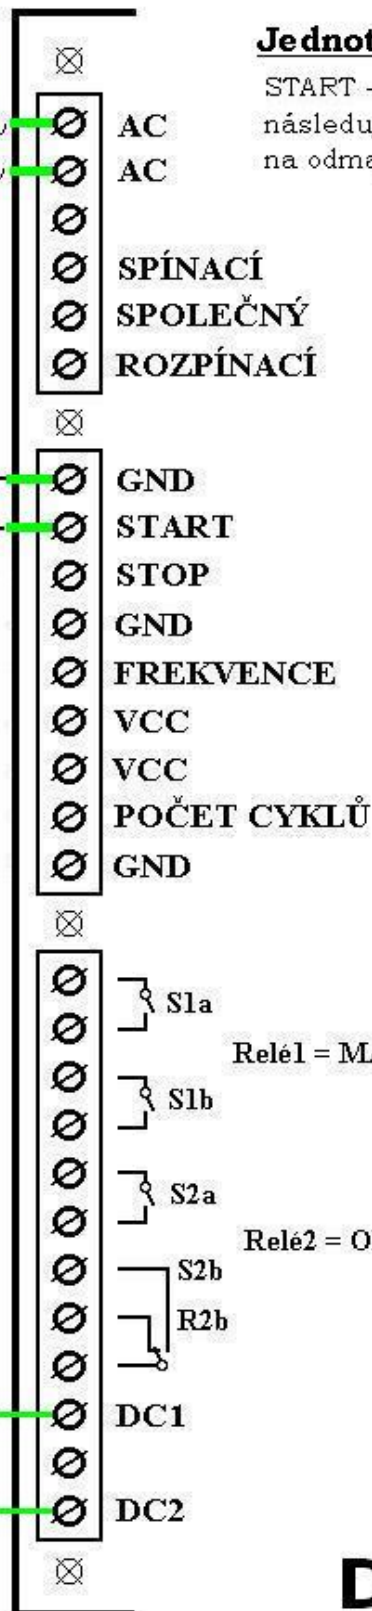 Jednot
START -
následu
na odma
AC
AC
SPÍNACÍ
SPOLEČNÝ
ROZPÍNACÍ
GND
START
STOP
GND
FREKVENCE
VCC
VCC
POČET CYKLŮ
GND
S1a
Relé1 = M
S1b
S2a
Relé2 = O
S2b
R2b
DC1
DC2
D